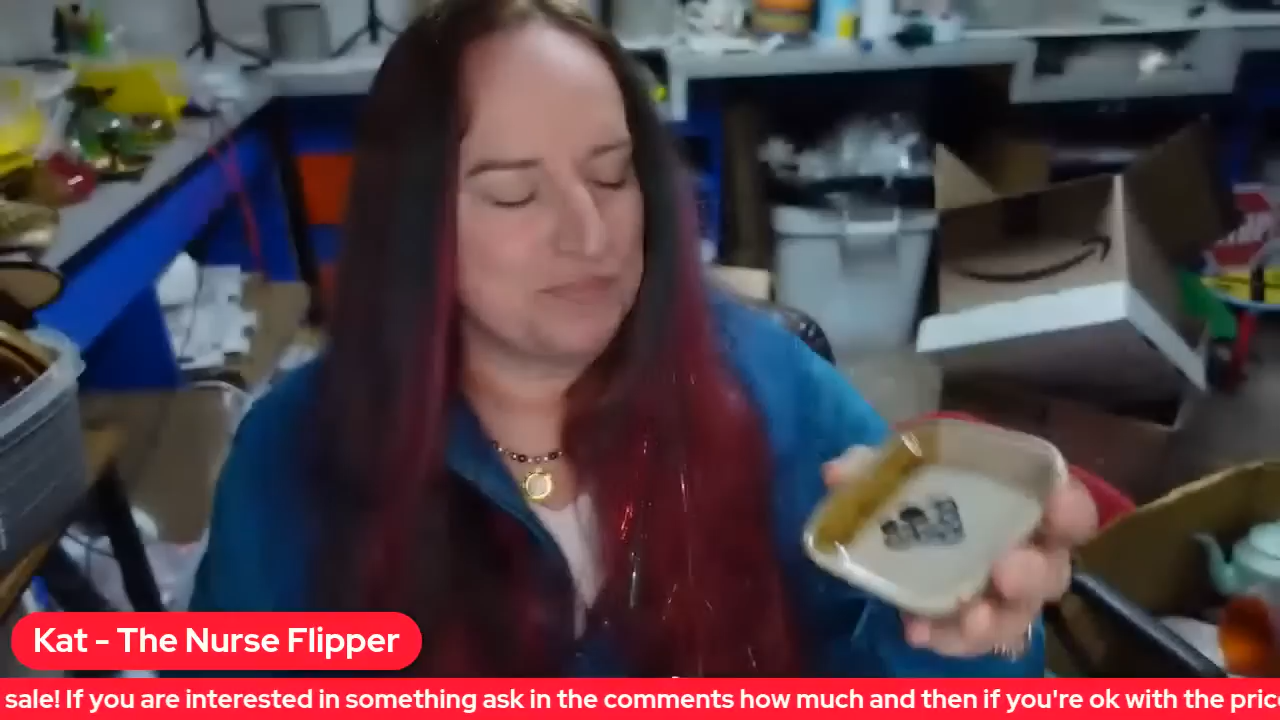 Kat - The Nurse Flipper
sale! If you are interested in something ask in the comments how much and then if you're ok with the price